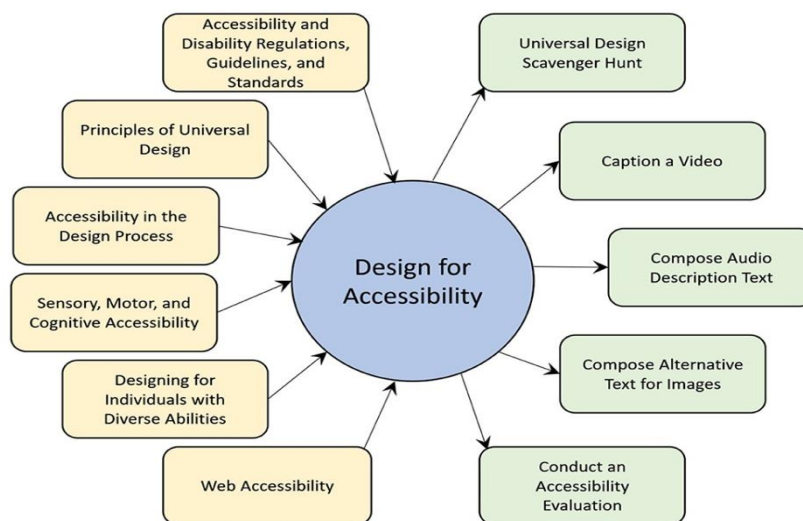 Accessibility and
Disability Regulations,
Guidelines, and
Standards
Principles of Universal
Design
Accessibility in the
Design Process
Sensory, Motor, and
Cognitive Accessibility
Designing for
Individuals with
Diverse Abilities
Web Accessibility
Design for
Accessibility
Universal Design
Scavenger Hunt
Caption a Video
Compose Audio
Description Text
Compose Alternative
Text for Images
Conduct an
Accessibility
Evaluation